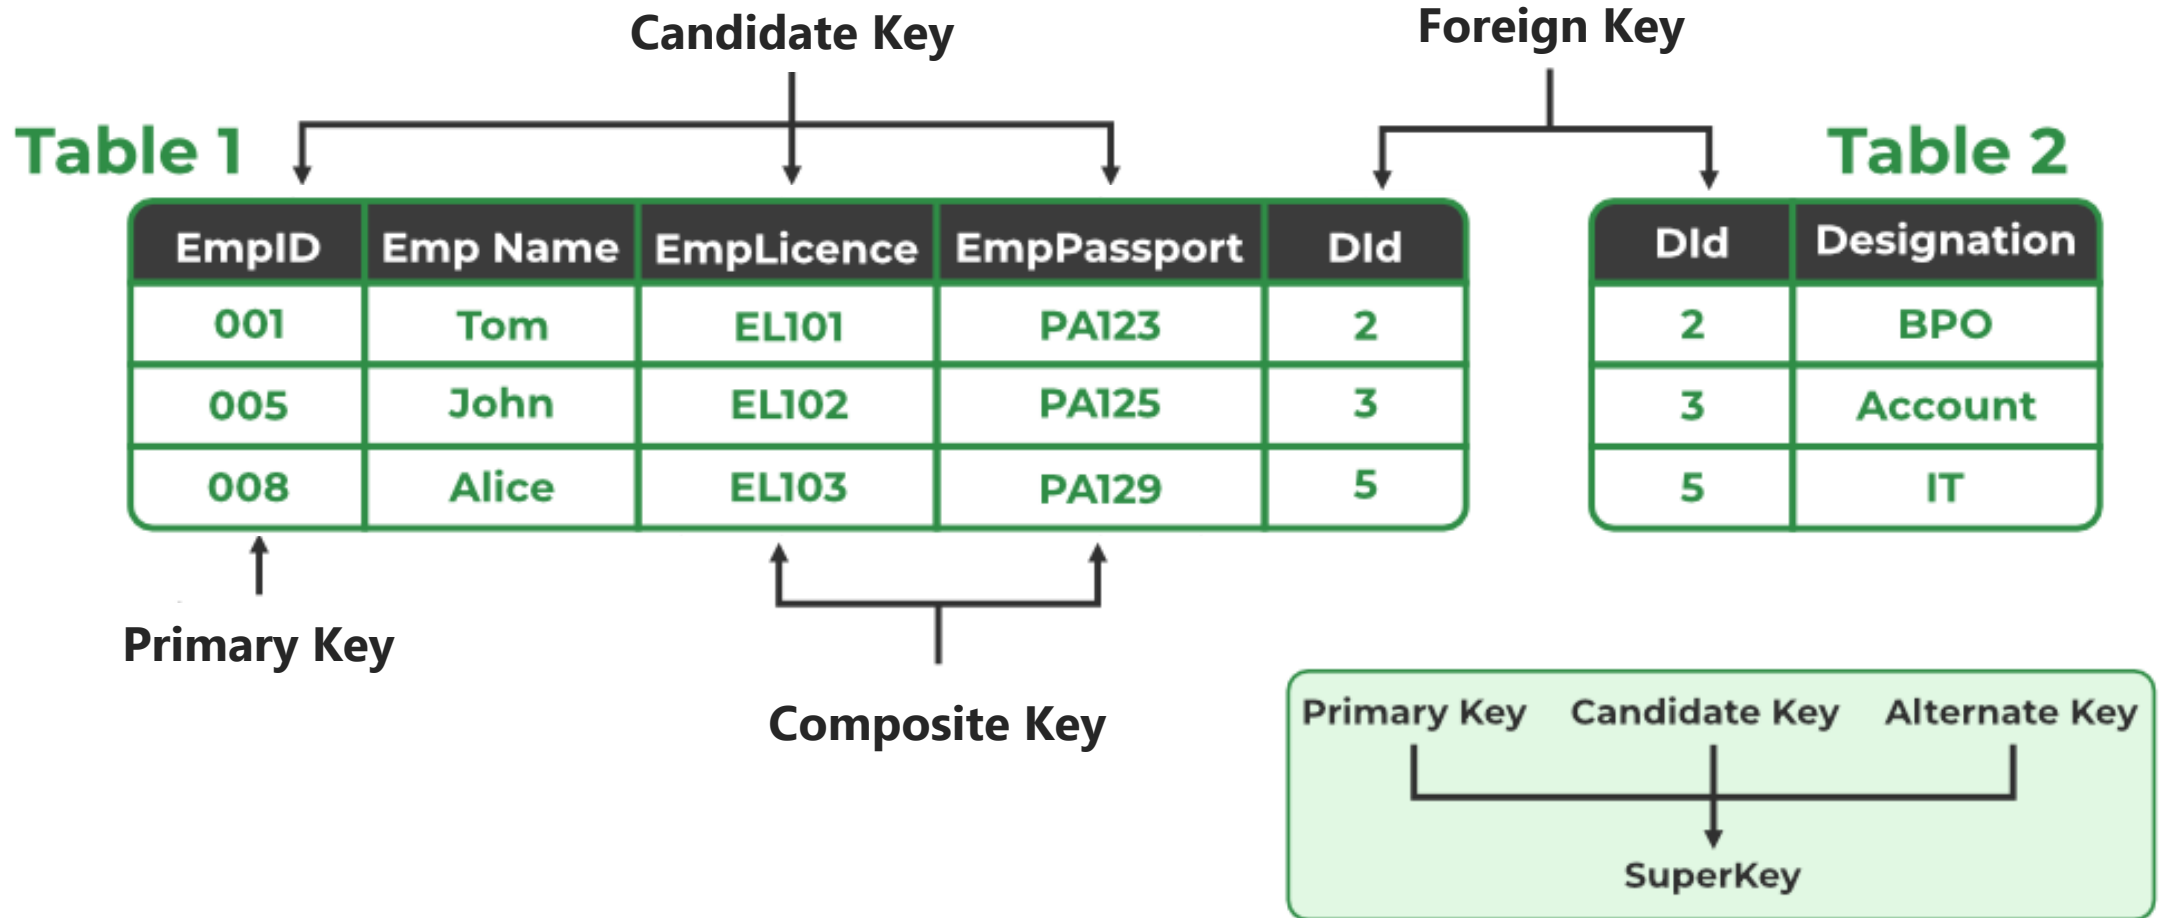 Candidate Key
Foreign Key
Table 1
Table 2
EmpID Emp Name EmpLicence EmpPassport DId
001 Tom EL101 PA123 2
005 John EL102 PA125 3
008 Alice EL103 PA129 5
DId Designation
2 BPO
3 Account
5 IT
Primary Key
Composite Key
Primary Key Candidate Key Alternate Key
SuperKey